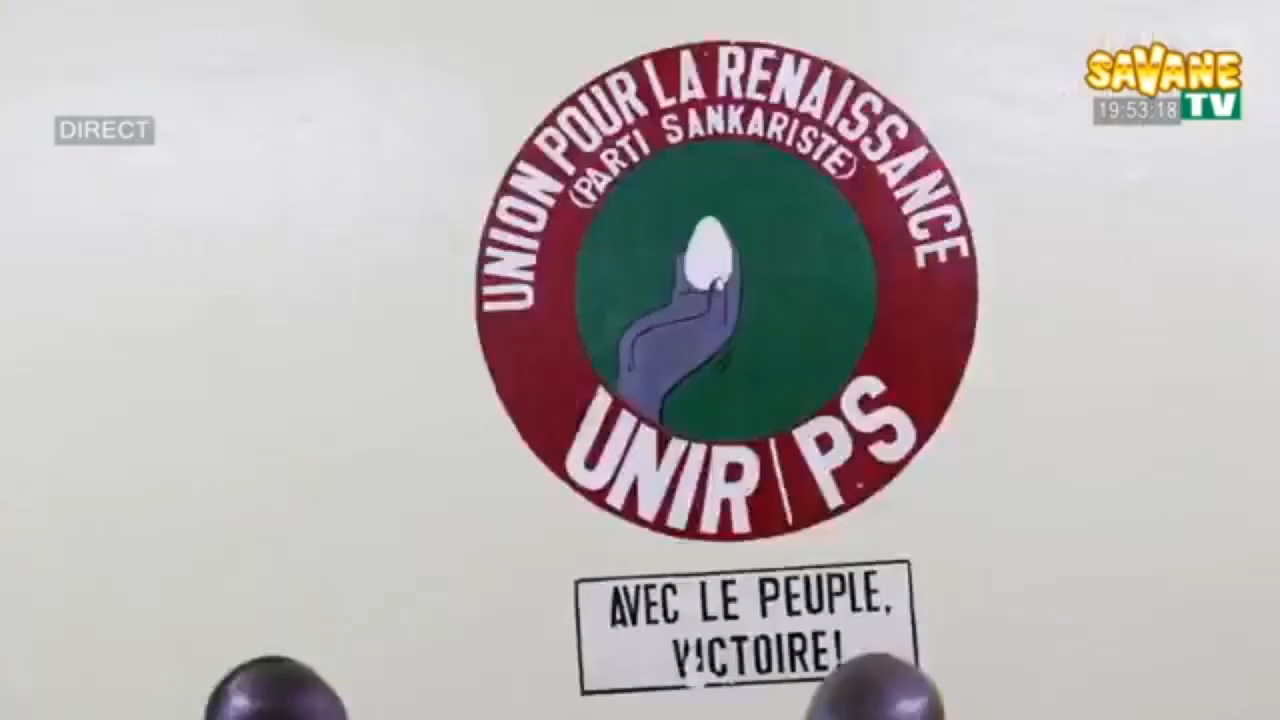 SAVANE
TV
19:53:18
DIRECT
UNION POUR LA RENAISSANCE
(PARTI SANKARISTE)
UNIR/PS
AVEC LE PEUPLE,
VICTOIRE!